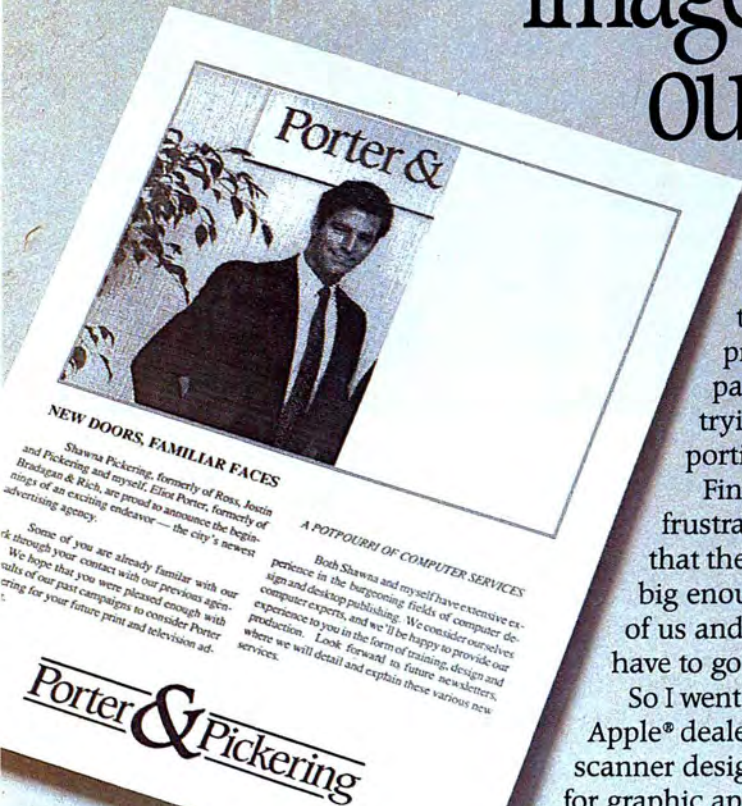 image
ou
Porter &
NEW DOORS, FAMILIAR FACES
Shawna Pickering, formerly of Ross, Jostin
and Pickering and myself, Eliot Porter, formerly of
Bradagan & Rich, are proud to announce the begin-
nings of an exciting endeavor — the city's newest
advertising agency.
Some of you are already familar with our
rk through your contact with our previous agen-
We hope that you were pleased enough with
sults of our past campaigns to consider Porter
ering for your future print and television ad-
A POTPOURRI OF COMPUTER SERVICES
Both Shawna and myself have extensive ex-
perience in the burgeoning fields of computer de-
sign and desktop publishing. We consider ourselves
computer experts, and we'll be happy to provide our
experience to you in the form of training, design and
production. Look forward to future newsletters,
where we will detail and explain these various new
services.
Porter & Pickering
t
pr
pa
tryi
porti
Fin
frustra
that the
big enou
of us and
have to go
So I went
Apple® deale
scanner desig
for graphic an